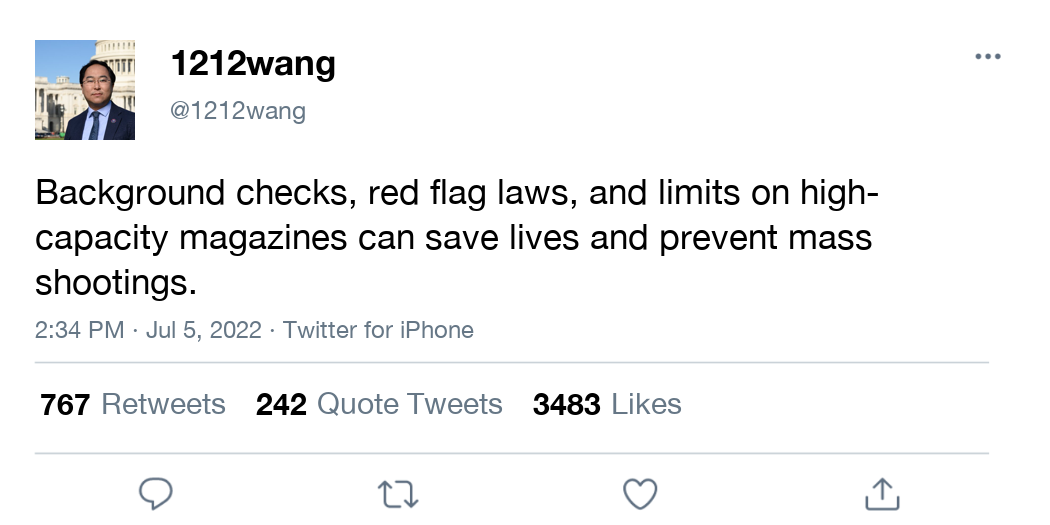 1212wang
@1212wang
Background checks, red flag laws, and limits on high-
capacity magazines can save lives and prevent mass
shootings.
2:34 PM · Jul 5, 2022 · Twitter for iPhone
767 Retweets 242 Quote Tweets 3483 Likes